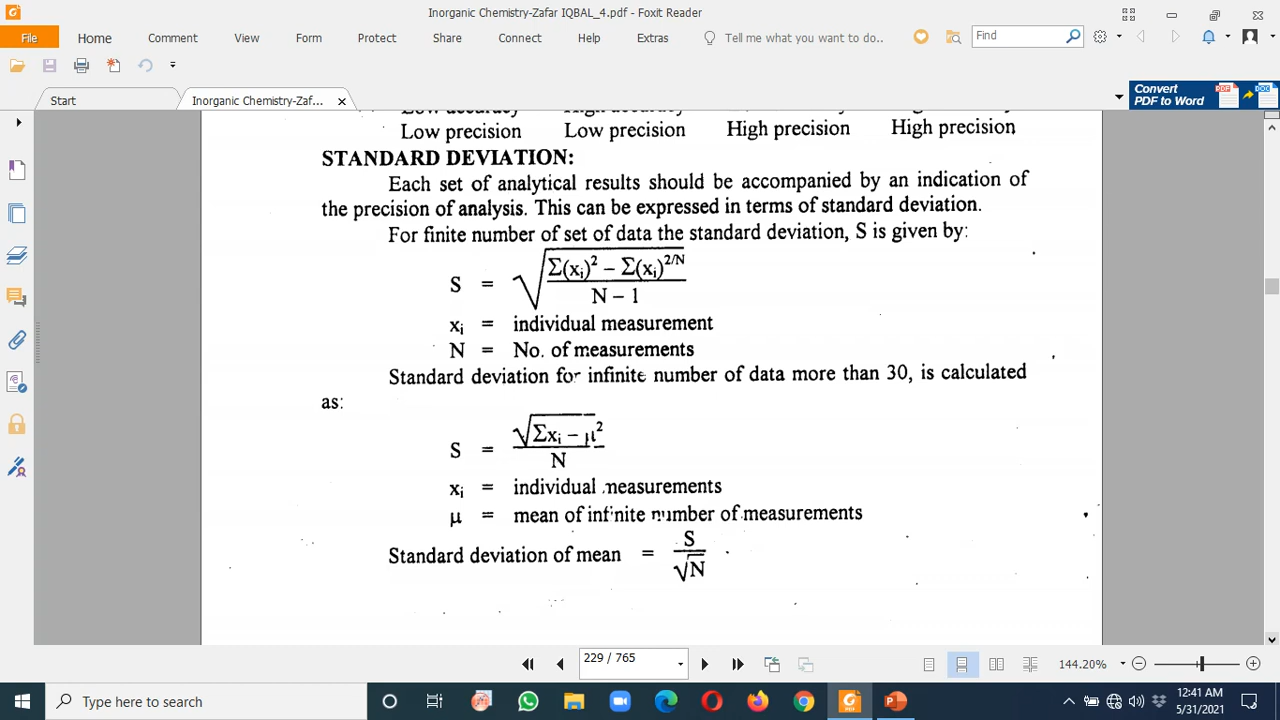 Inorganic Chemistry-Zafar IQBAL_4.pdf - Foxit Reader
File Home Comment View Form Protect Share Connect Help Extras Tell me what you want to do.. Find
Start Inorganic Chemistry-Zaf... Convert PDF to Word
Low precision Low precision High precision High precision
STANDARD DEVIATION:
Each set of analytical results should be accompanied by an indication of
the precision of analysis. This can be expressed in terms of standard deviation.
For finite number of set of data the standard deviation, S is given by:
S = √(Σ(xᵢ)² – Σ(xᵢ)²/ᴺ / N – 1)
xᵢ = individual measurement
N = No. of measurements
Standard deviation for infinite number of data more than 30, is calculated
as:
S = √Σxᵢ – μ² / N
xᵢ = individual measurements
μ = mean of infinite number of measurements
Standard deviation of mean = S / √N
229 / 765 144.20%
Type here to search
12:41 AM
5/31/2021